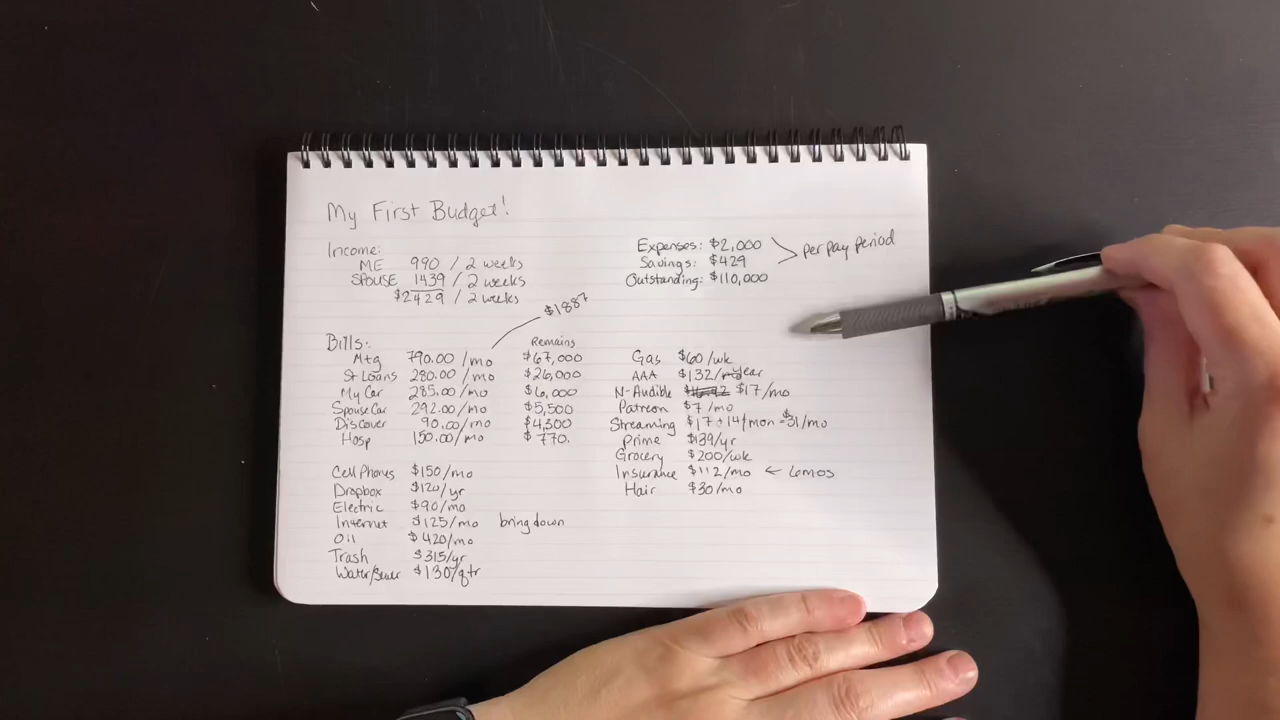 My First Budget!
Income:
ME 990 / 2 weeks
SPOUSE 1439 / 2 weeks
$2429 / 2 weeks
Expenses: $2,000
Savings: $429
Outstanding: $110,000
per pay period
$1887
Bills:
Remains
Mtg 790.00 /mo $67,000
St Loans 280.00 /mo $26,000
My Car 285.00/mo $6,000
Spouse Car 292.00/mo $5,500
Discover 90.00/mo $4,300
Hosp 150.00/mo $770.
Cell Phones $150/mo
Dropbox $120/yr
Electric $90/mo
Internet $125/mo bring down
Oil $420/mo
Trash $315/yr
Water/Sewer $130/qtr
Gas $60/wk
AAA $132/year
N-Audible $17/mo
Patreon $7/mo
Streaming $17+14/mon=$31/mo
Prime $139/yr
Grocery $200/wk
Insurance $112/mo ← 6mos
Hair $30/mo